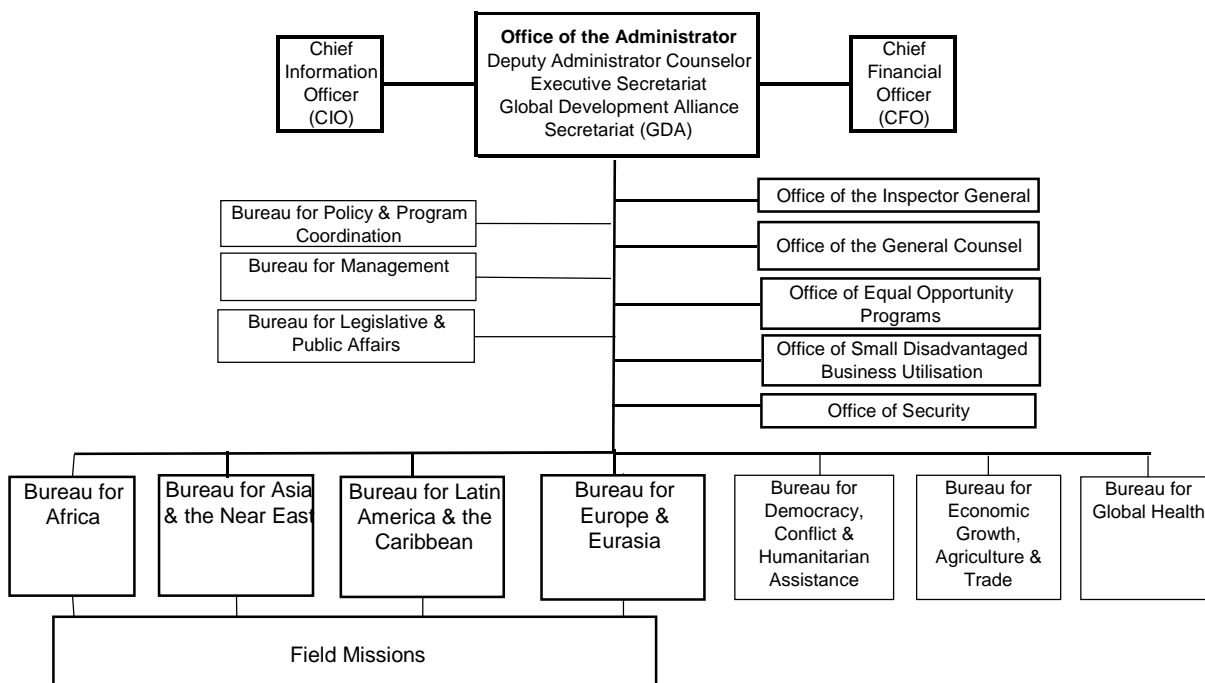 Chief
Information
Officer
(CIO)
Office of the Administrator
Deputy Administrator Counselor
Executive Secretariat
Global Development Alliance
Secretariat (GDA)
Chief
Financial
Officer
(CFO)
Bureau for Policy & Program
Coordination
Bureau for Management
Bureau for Legislative &
Public Affairs
Office of the Inspector General
Office of the General Counsel
Office of Equal Opportunity
Programs
Office of Small Disadvantaged
Business Utilisation
Office of Security
Bureau for
Africa
Bureau for Asia
& the Near East
Bureau for Latin
America & the
Caribbean
Bureau for
Europe &
Eurasia
Bureau for
Democracy,
Conflict &
Humanitarian
Assistance
Bureau for
Economic
Growth,
Agriculture &
Trade
Bureau for
Global Health
Field Missions